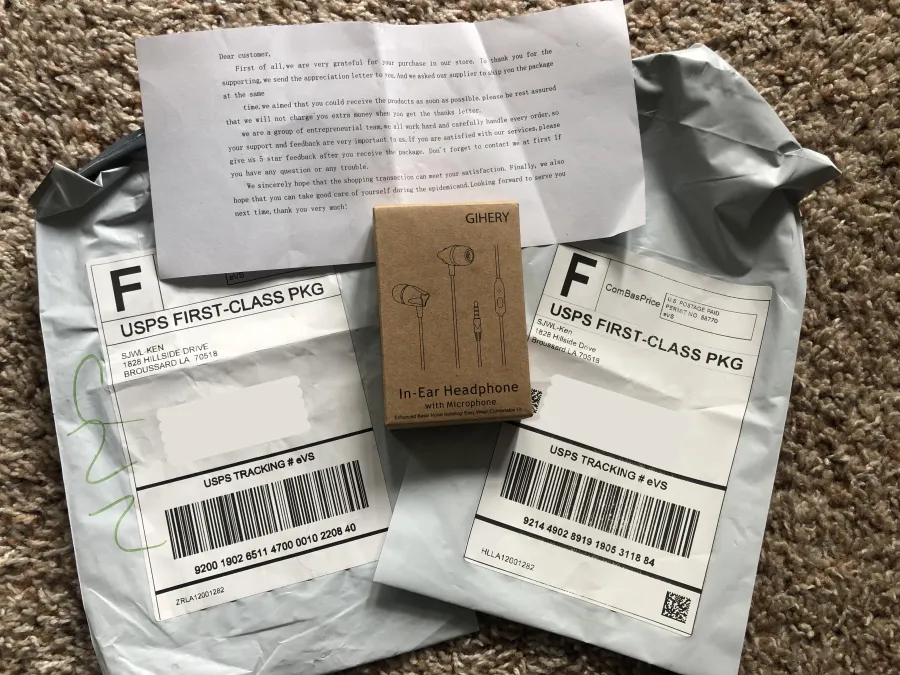 Dear customer,
First of all,we are very grateful for your purchase in our store. To thank you for the
supporting,we send the appreciation letter to you.And we asked our supplier to ship you the package
at the same
time,we aimed that you could receive the products as soon as possible.please be rest assured
that we will not charge you extra money when you get the thanks letter.
we are a group of entrepreneurial team,we all work hard and carefully handle every order,so
your support and feedback are very important to us.if you are satisfied with our services,please
give us 5 star feedback after you receive the package. Don't forget to contact me at first if
you have any question or any trouble.
We sincerely hope that the shopping transaction can meet your satisfaction. Finally, we also
hope that you can take good care of yourself during the epidemicand.Looking forward to serve you
next time,thank you very much!
GIHERY
In-Ear Headphone
with Microphone
F
eVS
USPS FIRST-CLASS PKG
SJWL-KEN
1828 HILLSIDE DRIVE
BROUSSARD LA 70518
USPS TRACKING # eVS
9200 1902 6511 4700 0010 2208 40
ZRLA12001282
F
ComBasPrice
U.S. POSTAGE PAID
PERMIT NO 68770
eVS
USPS FIRST-CLASS PKG
SJWL-Ken
1828 Hillside Drive
Broussard LA 70518
USPS TRACKING # eVS
9214 4902 8919 1905 3118 84
HLLA12001282